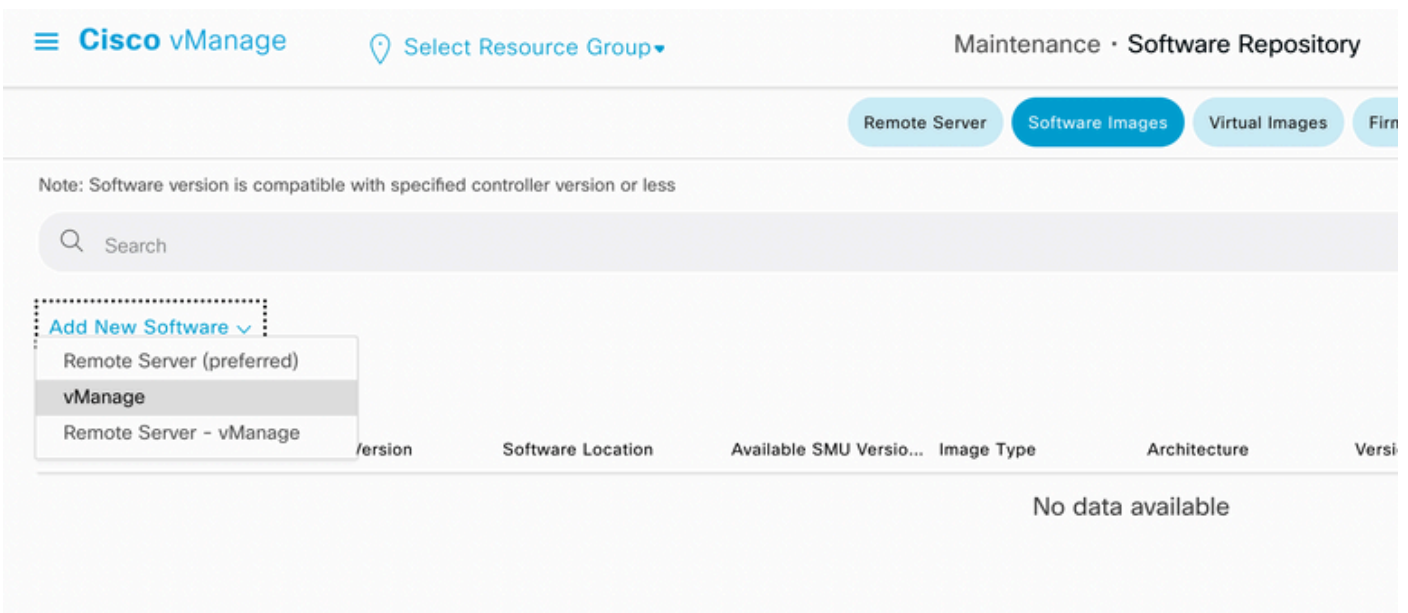 Cisco vManage
Select Resource Group
Maintenance · Software Repository
Remote Server
Software Images
Virtual Images
Note: Software version is compatible with specified controller version or less
Search
Add New Software
Remote Server (preferred)
vManage
Remote Server - vManage
Version Software Location Available SMU Versio... Image Type Architecture Versi
No data available